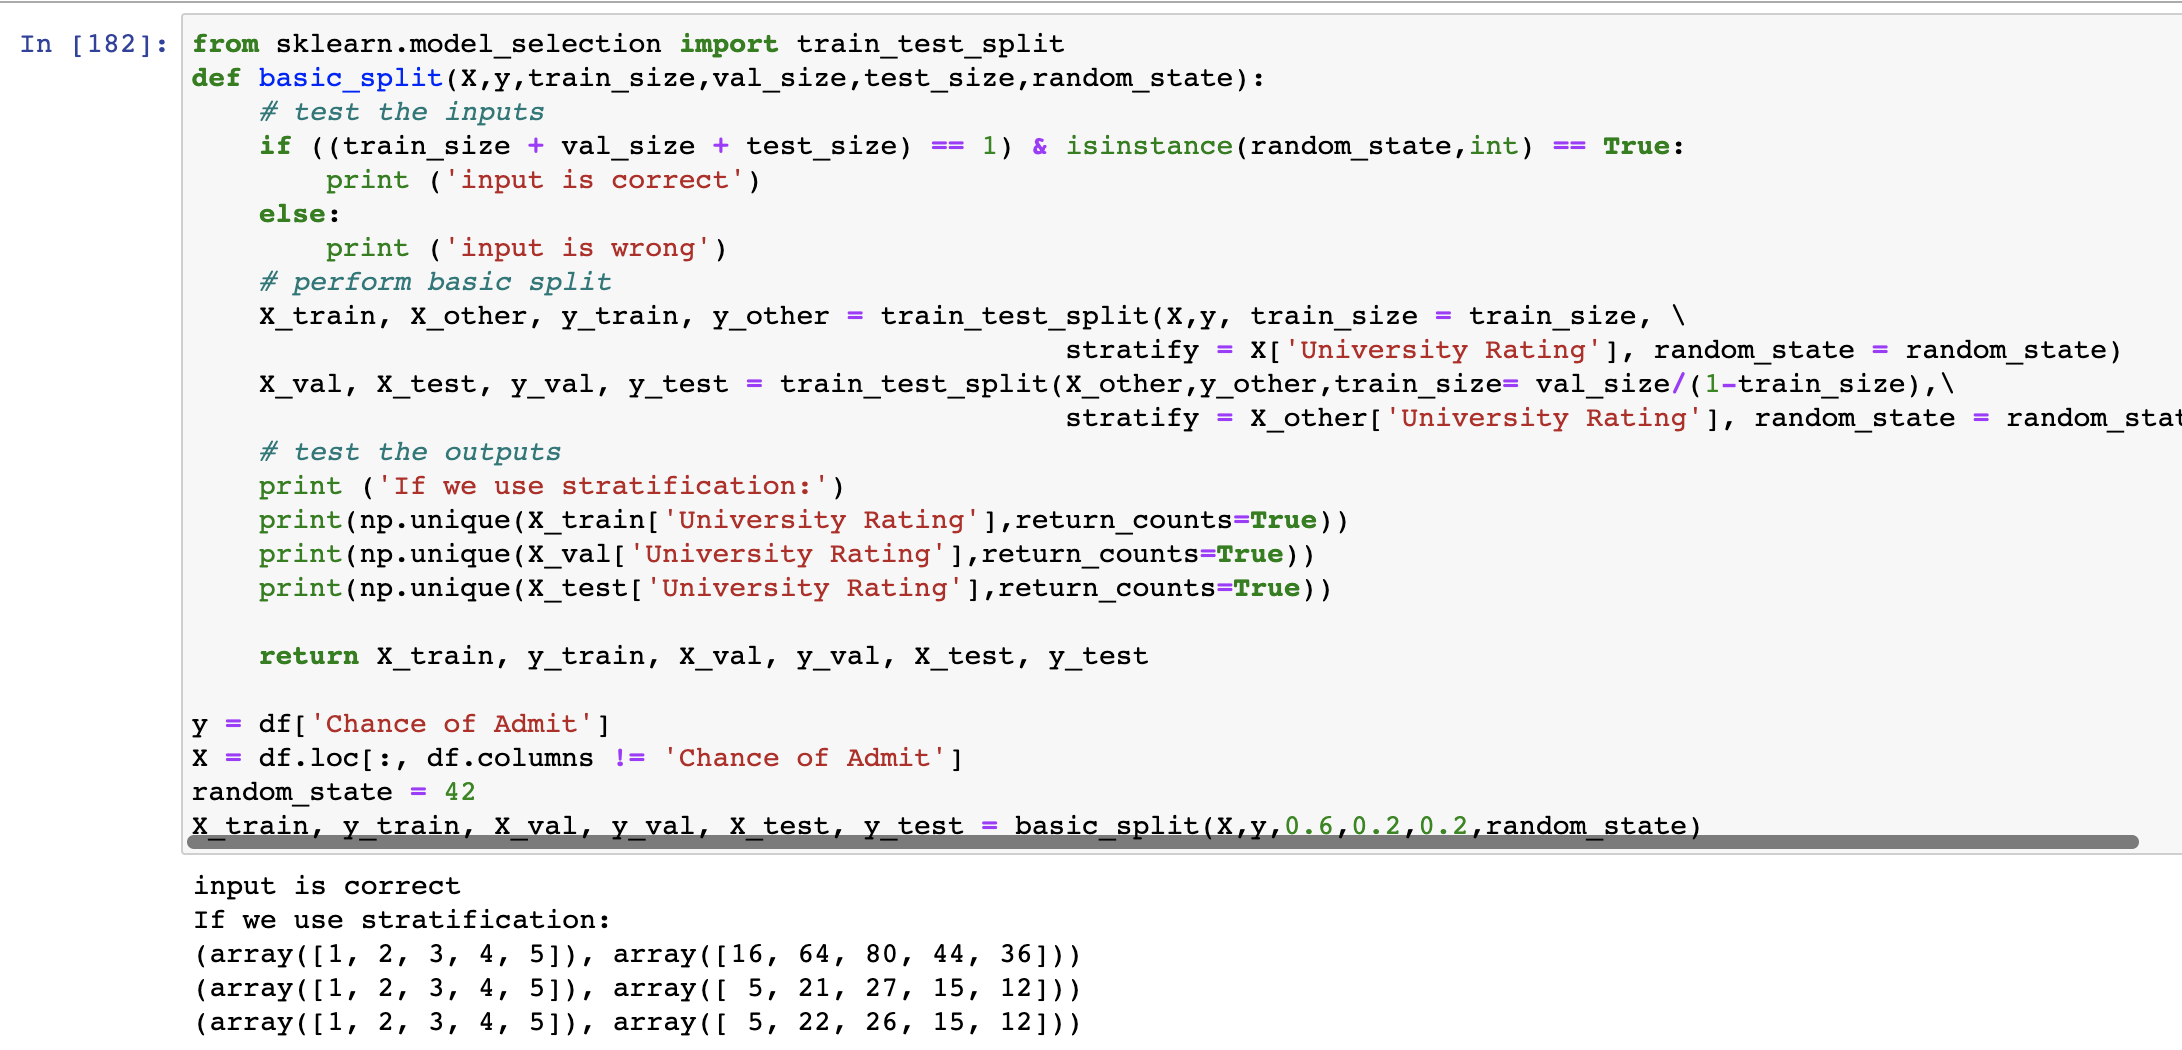 In [182]: from sklearn.model_selection import train_test_split
def basic_split(X,y,train_size,val_size,test_size,random_state):
    # test the inputs
    if ((train_size + val_size + test_size) == 1) & isinstance(random_state,int) == True:
        print ('input is correct')
    else:
        print ('input is wrong')
    # perform basic split
    X_train, X_other, y_train, y_other = train_test_split(X,y, train_size = train_size, \
                                                    stratify = X['University Rating'], random_state = random_state)
    X_val, X_test, y_val, y_test = train_test_split(X_other,y_other,train_size= val_size/(1-train_size),\
                                                    stratify = X_other['University Rating'], random_state = random_stat
    # test the outputs
    print ('If we use stratification:')
    print(np.unique(X_train['University Rating'],return_counts=True))
    print(np.unique(X_val['University Rating'],return_counts=True))
    print(np.unique(X_test['University Rating'],return_counts=True))

    return X_train, y_train, X_val, y_val, X_test, y_test

y = df['Chance of Admit']
X = df.loc[:, df.columns != 'Chance of Admit']
random_state = 42
X_train, y_train, X_val, y_val, X_test, y_test = basic_split(X,y,0.6,0.2,0.2,random_state)
input is correct
If we use stratification:
(array([1, 2, 3, 4, 5]), array([16, 64, 80, 44, 36]))
(array([1, 2, 3, 4, 5]), array([ 5, 21, 27, 15, 12]))
(array([1, 2, 3, 4, 5]), array([ 5, 22, 26, 15, 12]))